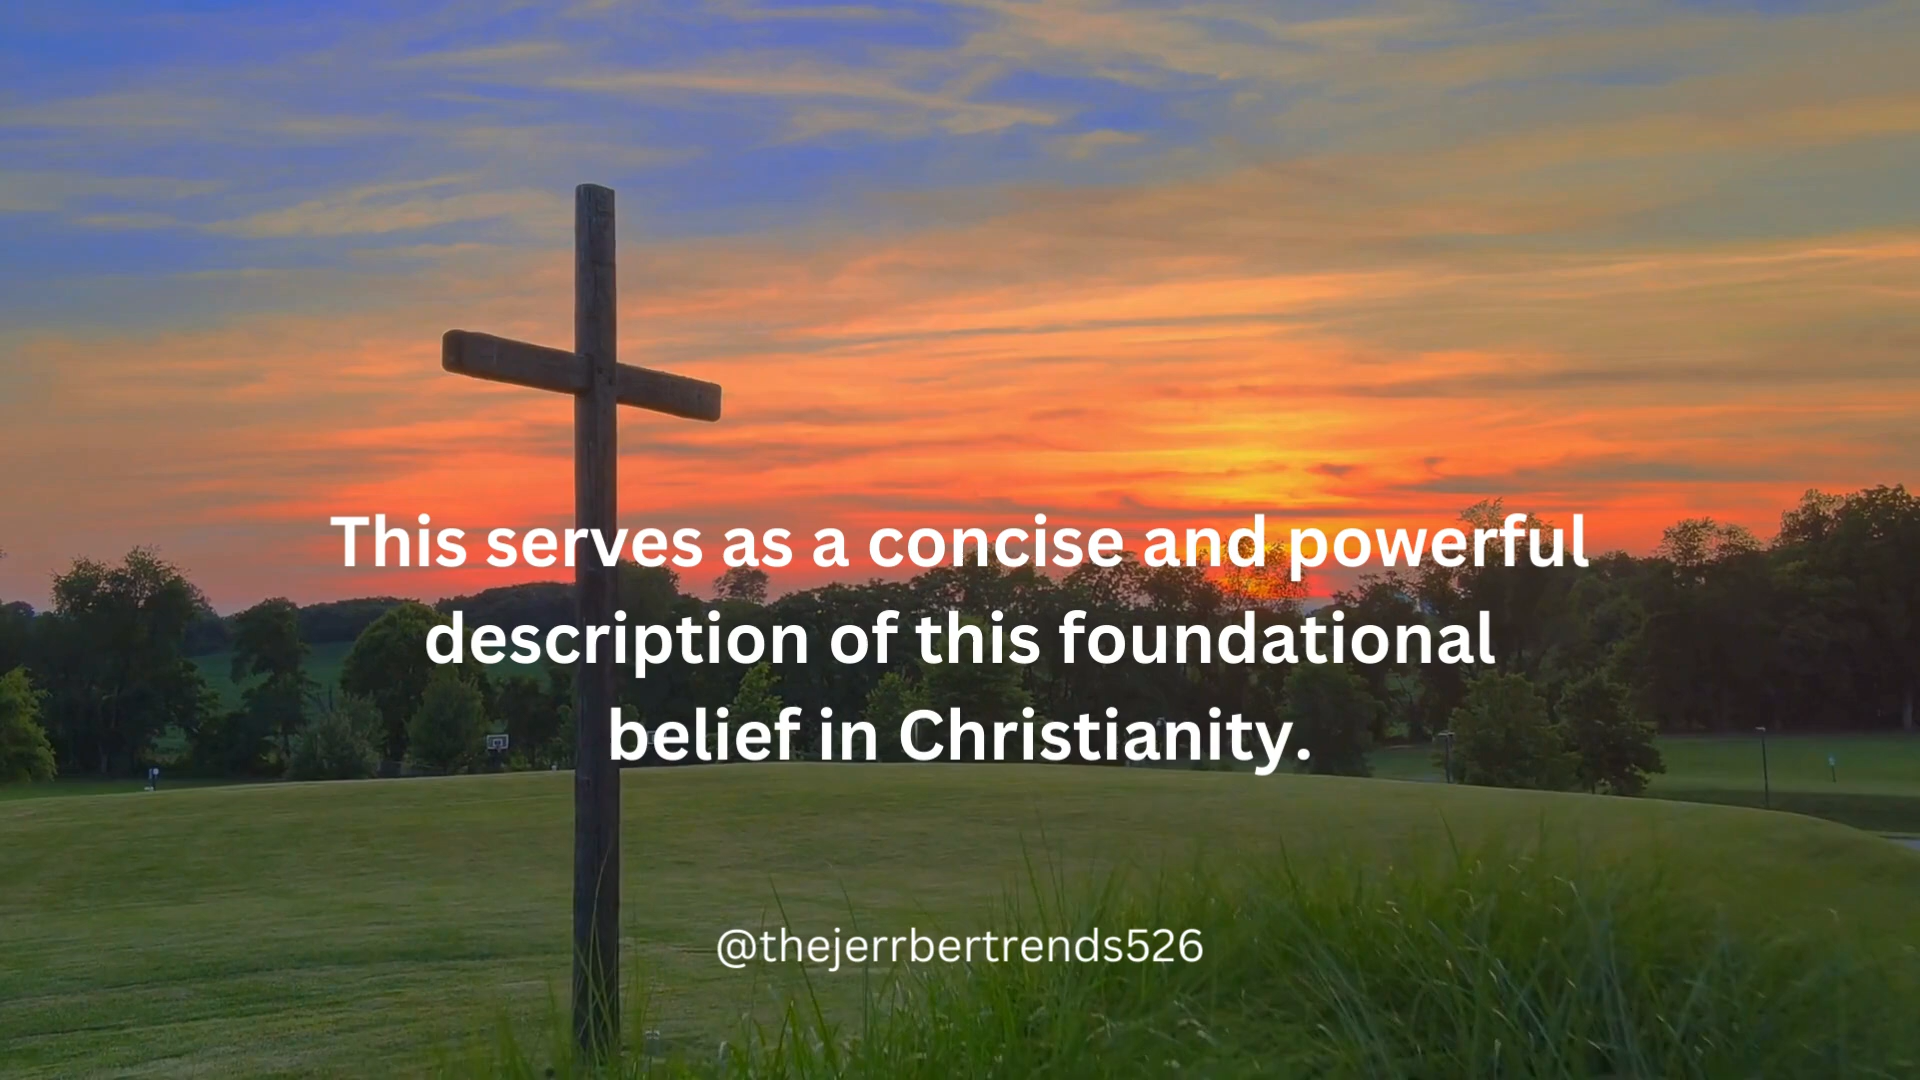 This serves as a concise and powerful
description of this foundational
belief in Christianity.
@thejerrbertrends526